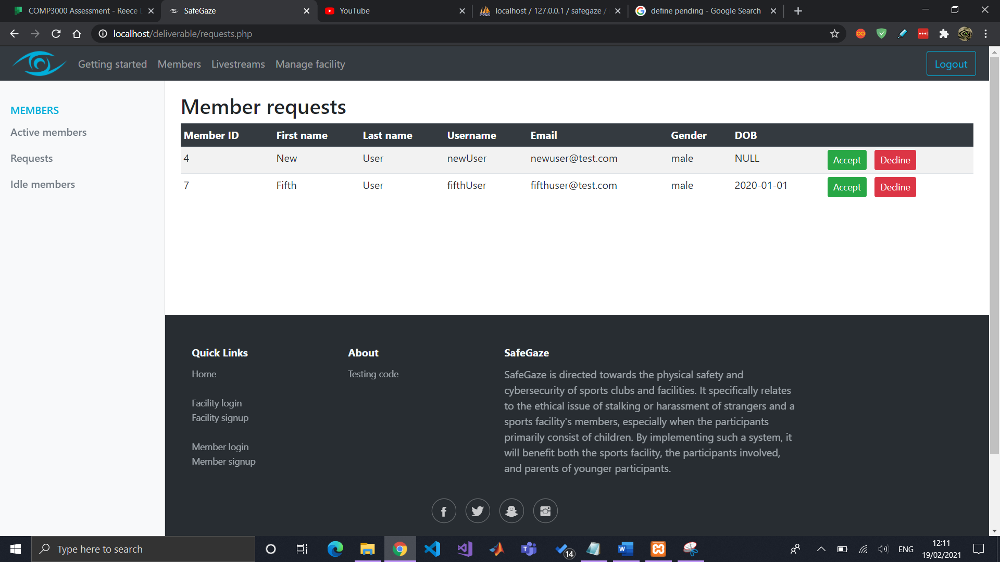 COMP3000 Assessment - Reece
SafeGaze
YouTube
localhost / 127.0.0.1 / safegaze /
define pending - Google Search
localhost/deliverable/requests.php
Getting started Members Livestreams Manage facility Logout
MEMBERS
Active members
Requests
Idle members
Member requests
Member ID First name Last name Username Email Gender DOB
4 New User newUser newuser@test.com male NULL Accept Decline
7 Fifth User fifthUser fifthuser@test.com male 2020-01-01 Accept Decline
Quick Links
Home
Facility login
Facility signup
Member login
Member signup
About
Testing code
SafeGaze
SafeGaze is directed towards the physical safety and
cybersecurity of sports clubs and facilities. It specifically relates
to the ethical issue of stalking or harassment of strangers and a
sports facility's members, especially when the participants
primarily consist of children. By implementing such a system, it
will benefit both the sports facility, the participants involved,
and parents of younger participants.
Type here to search
14
ENG
12:11
19/02/2021